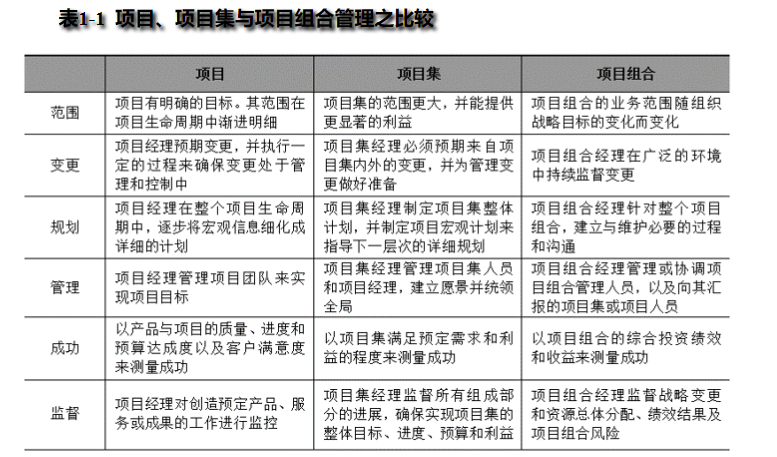 表1-1 项目、项目集与项目组合管理之比较
项目
项目集
项目组合
范围
项目有明确的目标。其范围在
项目生命周期中渐进明细
项目集的范围更大，并能提供
更显著的利益
项目组合的业务范围随组织
战略目标的变化而变化
变更
项目经理预期变更，并执行一
定的过程来确保变更处于管
理和控制中
项目集经理必须预期来自项
目集内外的变更，并为管理变
更做好准备
项目组合经理在广泛的环境
中持续监督变更
规划
项目经理在整个项目生命周
期中，逐步将宏观信息细化成
详细的计划
项目集经理制定项目集整体
计划，并制定项目宏观计划来
指导下一层次的详细规划
项目组合经理针对整个项目
组合，建立与维护必要的过程
和沟通
管理
项目经理管理项目团队来实
现项目目标
项目集经理管理项目集人员
和项目经理，建立愿景并统领
全局
项目组合经理管理或协调项
目组合管理人员，以及向其汇
报的项目集或项目人员
成功
以产品与项目的质量、进度和
预算达成度以及客户满意度
来测量成功
以项目集满足预定需求和利
益的程度来测量成功
以项目组合的综合投资绩效
和收益来测量成功
监督
项目经理对创造预定产品、服
务或成果的工作进行监控
项目集经理监督所有组成部
分的进展，确保实现项目集的
整体目标、进度、预算和利益
项目组合经理监督战略变更
和资源总体分配、绩效结果及
项目组合风险